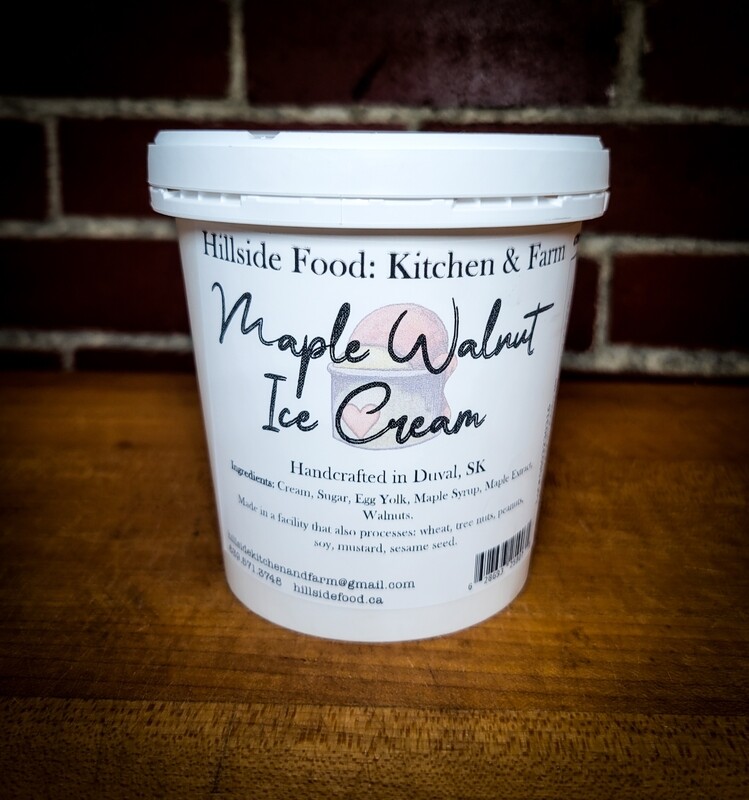 Hillside Food: Kitchen & Farm
Maple Walnut
Ice Cream
Handcrafted in Duval, SK
Ingredients: Cream, Sugar, Egg Yolk, Maple Syrup, Maple Extract,
Walnuts.
Made in a facility that also processes: wheat, tree nuts, peanuts,
soy, mustard, sesame seed.
hillsidekitchenandfarm@gmail.com
hillsidefood.ca